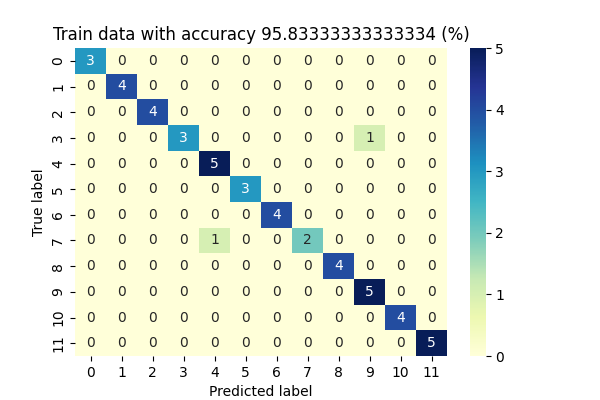 Train data with accuracy 95.83333333333334 (%)
0 3 0 0 0 0 0 0 0 0 0 0 0
1 0 4 0 0 0 0 0 0 0 0 0 0
2 0 0 4 0 0 0 0 0 0 0 0 0
3 0 0 0 3 0 0 0 0 0 1 0 0
4 0 0 0 0 5 0 0 0 0 0 0 0
5 0 0 0 0 0 3 0 0 0 0 0 0
6 0 0 0 0 0 0 4 0 0 0 0 0
7 0 0 0 0 1 0 0 2 0 0 0 0
8 0 0 0 0 0 0 0 0 4 0 0 0
9 0 0 0 0 0 0 0 0 0 5 0 0
10 0 0 0 0 0 0 0 0 0 0 4 0
11 0 0 0 0 0 0 0 0 0 0 0 5
0 1 2 3 4 5 6 7 8 9 10 11
True label
Predicted label
5
4
3
2
1
0